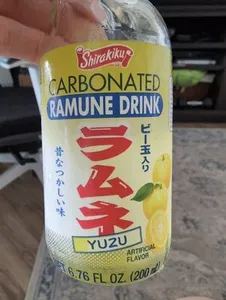 Shirakiku
CARBONATED
RAMUNE DRINK
ラムネ
ビー玉入り
昔なつかしい味
YUZU
ARTIFICIAL
FLAVOR
6.76 FL. OZ. (200